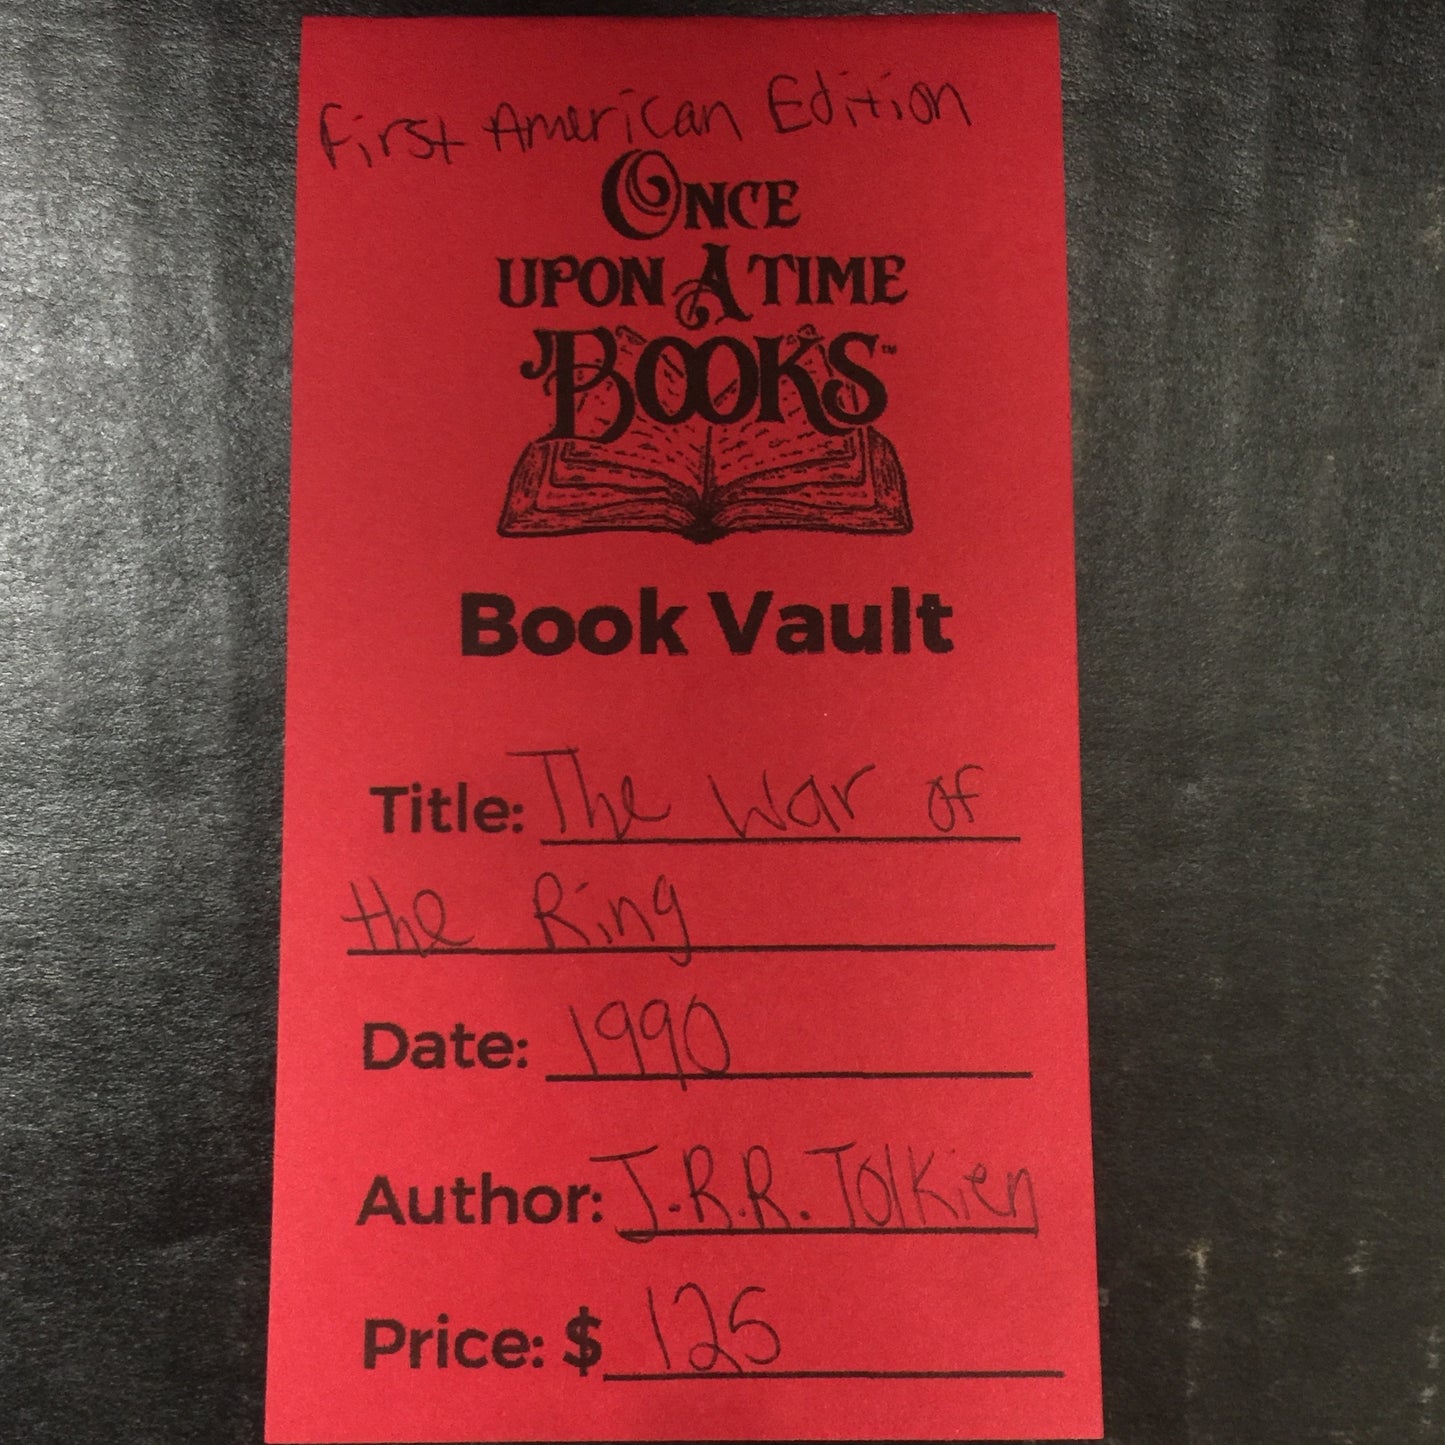 First American Edition
ONCE
UPON A TIME
BOOKS™
Book Vault
Title: The War of
the Ring
Date: 1990
Author: J.R.R. Tolkien
Price: $ 125